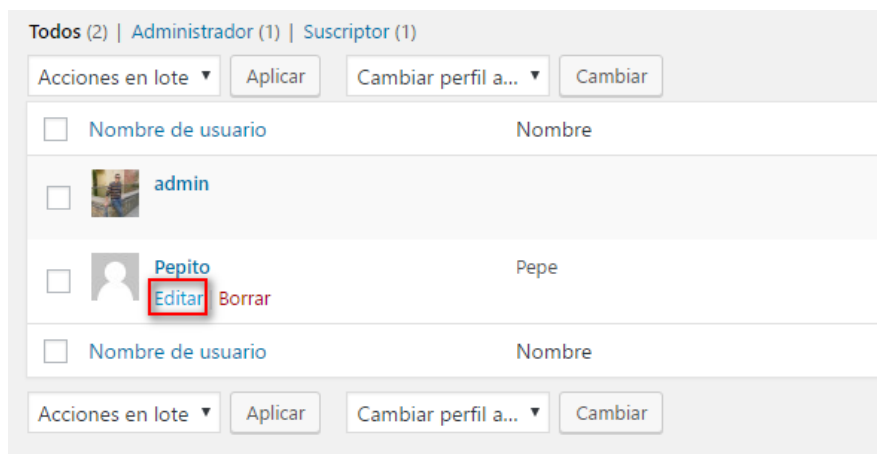 Todos (2) | Administrador (1) | Suscriptor (1)
Acciones en lote Aplicar Cambiar perfil a... Cambiar
Nombre de usuario Nombre
admin
Pepito Pepe
Editar Borrar
Nombre de usuario Nombre
Acciones en lote Aplicar Cambiar perfil a... Cambiar